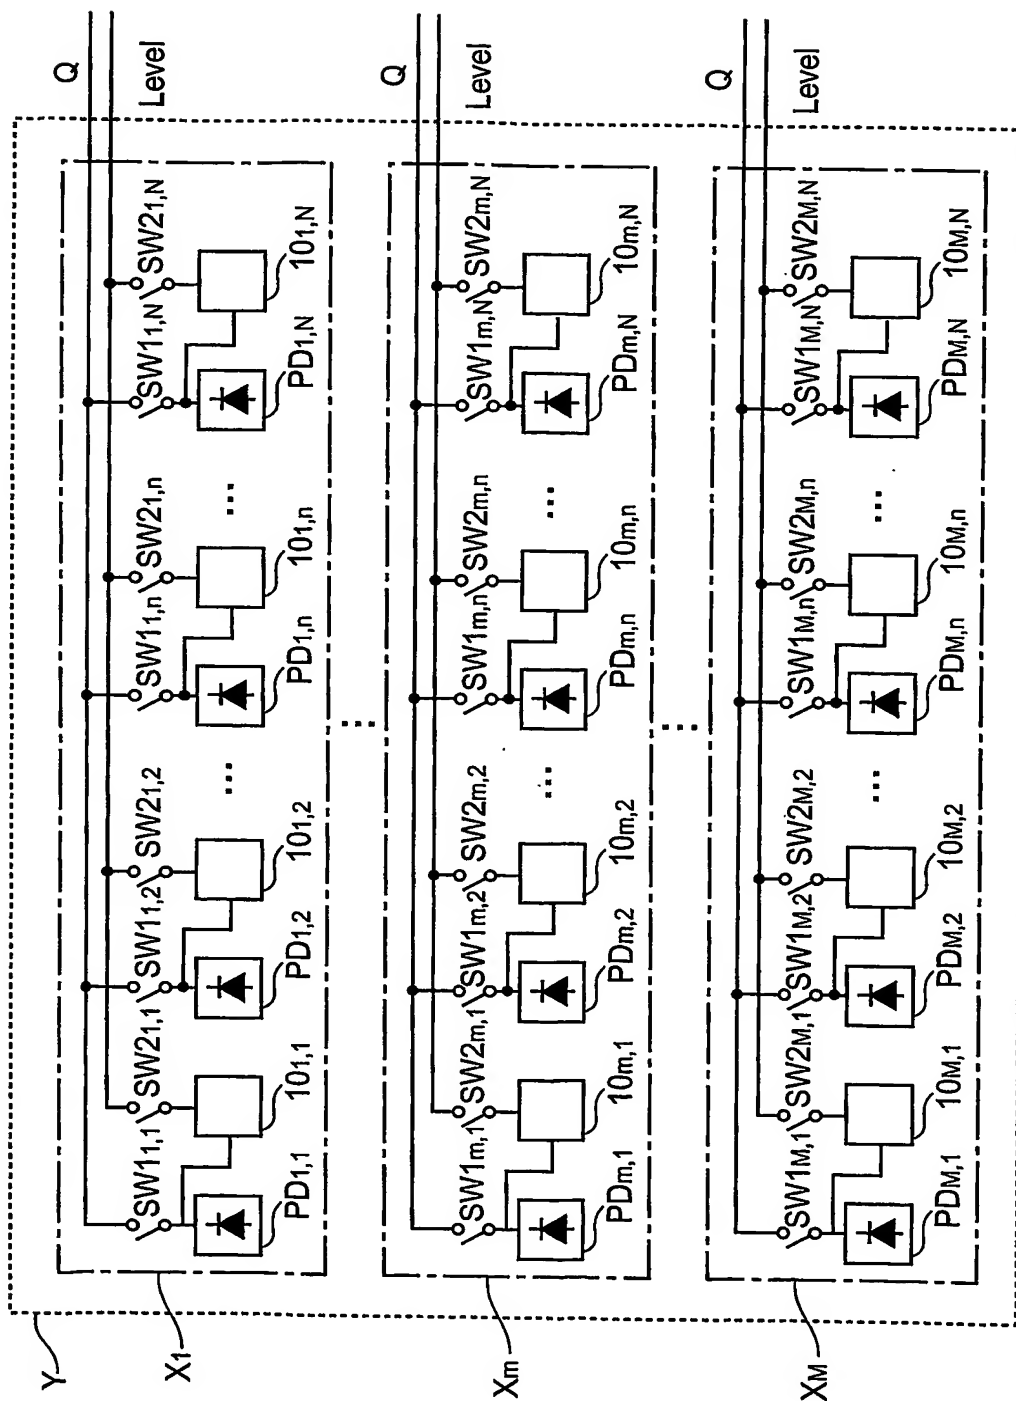 Q
Level
SW11,1
SW21,1
SW11,2
SW21,2
SW11,n
SW21,n
SW11,N
SW21,N
PD1,1
101,1
PD1,2
101,2
...
PD1,n
101,n
...
PD1,N
101,N
Y
X1
...
Q
Level
SW1m,1
SW2m,1
SW1m,2
SW2m,2
SW1m,n
SW2m,n
SW1m,N
SW2m,N
PDm,1
10m,1
PDm,2
10m,2
...
PDm,n
10m,n
...
PDm,N
10m,N
Xm
...
Q
Level
SW1M,1
SW2M,1
SW1M,2
SW2M,2
SW1M,n
SW2M,n
SW1M,N
SW2M,N
PDM,1
10M,1
PDM,2
10M,2
...
PDM,n
10M,n
...
PDM,N
10M,N
XM